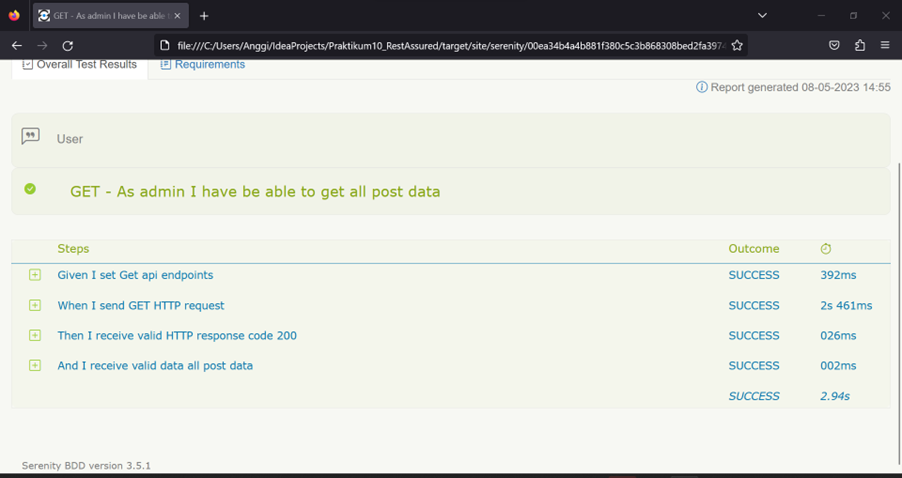 GET - As admin I have be able t
file:///C:/Users/Anggi/IdeaProjects/Praktikum10_RestAssured/target/site/serenity/00ea34b4a4b881f380c5c3b868308bed2fa3974
Overall Test Results Requirements
Report generated 08-05-2023 14:55
User
GET - As admin I have be able to get all post data
Steps Outcome
Given I set Get api endpoints SUCCESS 392ms
When I send GET HTTP request SUCCESS 2s 461ms
Then I receive valid HTTP response code 200 SUCCESS 026ms
And I receive valid data all post data SUCCESS 002ms
SUCCESS 2.94s
Serenity BDD version 3.5.1